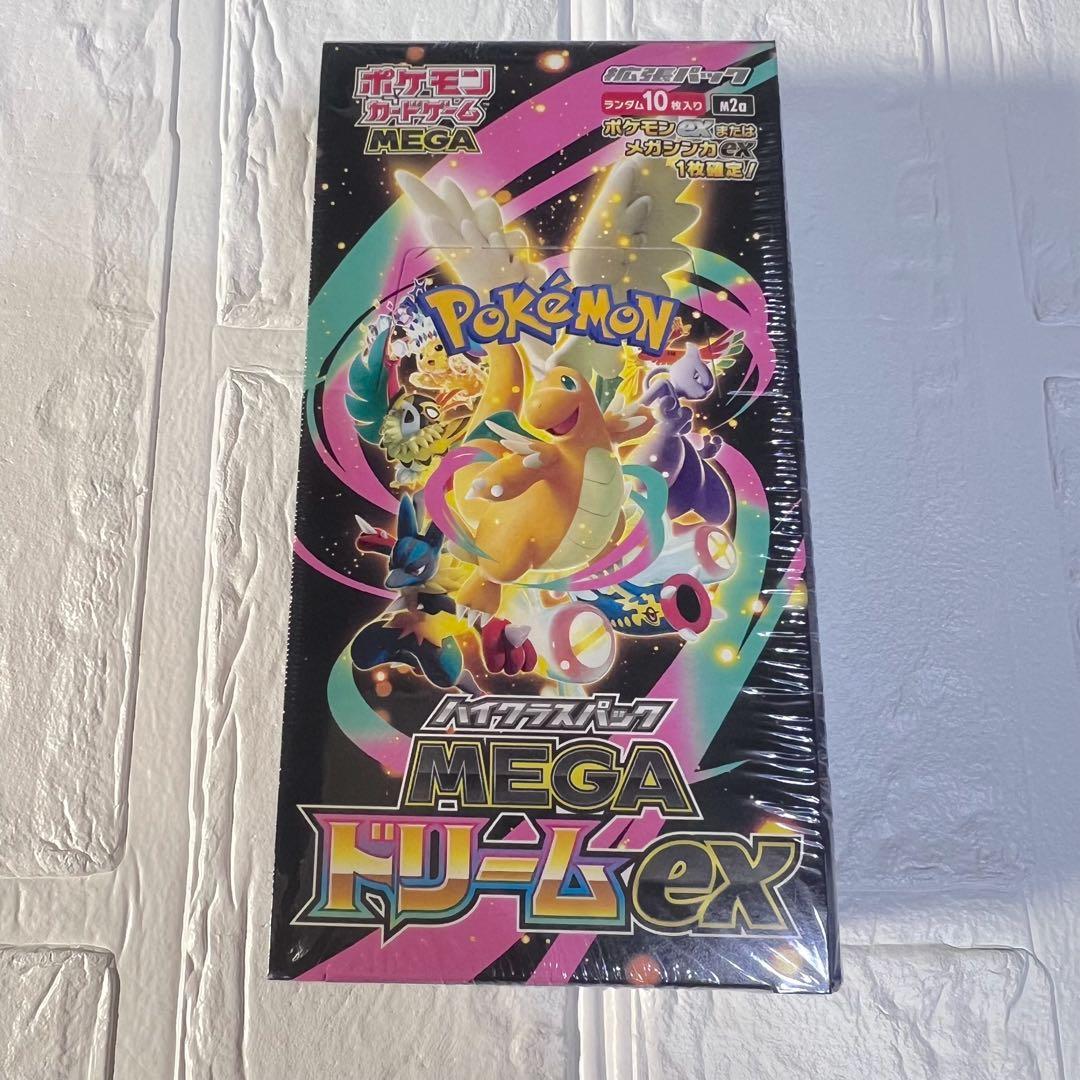 ポケモン
カードゲーム
MEGA
拡張パック
ランダム10枚入り
M2a
ポケモンexまたは
メガシンカex
1枚確定!
POKéMON
ハイクラスパック
MEGA
ドリームex